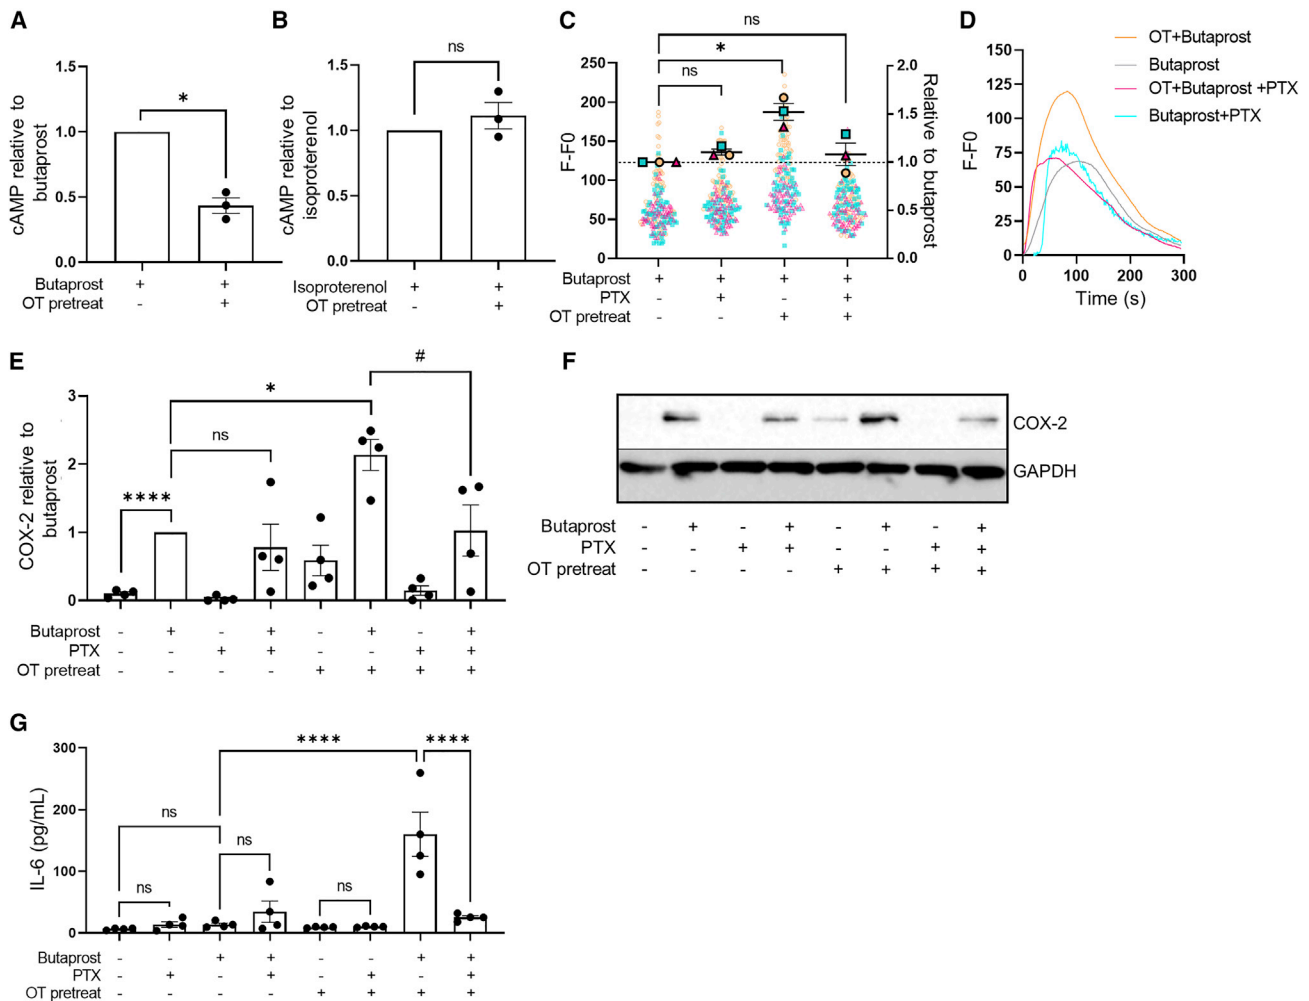 A
cAMP relative to
butaprost
1.5
1.0
0.5
0.0
*
Butaprost + +
OT pretreat - +
B
cAMP relative to
isoproterenol
1.5
1.0
0.5
0.0
ns
Isoproterenol + +
OT pretreat - +
C
F-F0
250
200
150
100
50
0
ns
*
ns
2.0
1.5
1.0
0.5
0.0
Relative to butaprost
Butaprost + + + +
PTX - + - +
OT pretreat - - + +
D
F-F0
150
125
100
75
50
25
0
0 100 200 300
Time (s)
OT+Butaprost
Butaprost
OT+Butaprost +PTX
Butaprost+PTX
E
COX-2 relative to
butaprost
3
2
1
0
****
ns
*
#
Butaprost - + - + - + - +
PTX - - + + - - + +
OT pretreat - - - - + + + +
F
COX-2
GAPDH
Butaprost - + - + - + - +
PTX - - + + - - + +
OT pretreat - - - - + + + +
G
IL-6 (pg/mL)
300
200
100
0
ns
ns
ns
ns
****
****
Butaprost - - + + - - + +
PTX - + - + - + - +
OT pretreat - - - - + + + +